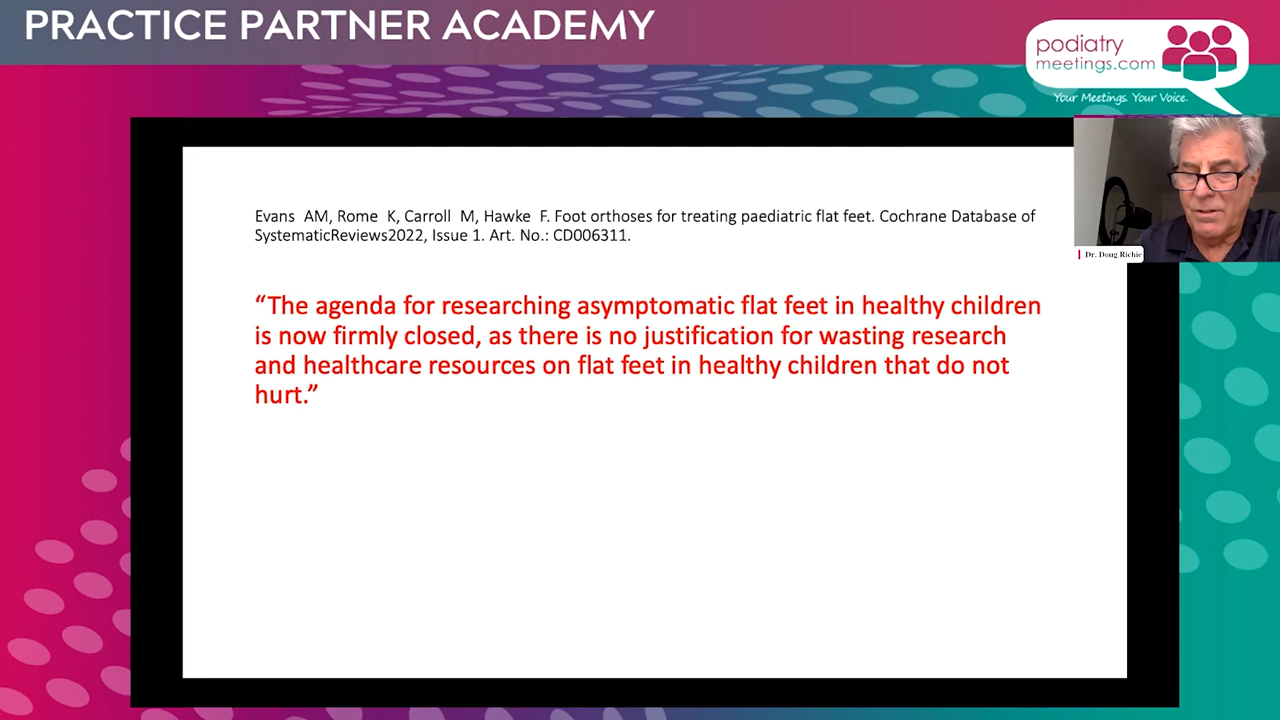 PRACTICE PARTNER ACADEMY
podiatry
meetings.com
Your Meetings. Your Voice.
Dr. Doug Richie
Evans  AM, Rome  K, Carroll  M, Hawke  F. Foot orthoses for treating paediatric flat feet. Cochrane Database of
SystematicReviews2022, Issue 1. Art. No.: CD006311.
“The agenda for researching asymptomatic flat feet in healthy children
is now firmly closed, as there is no justification for wasting research
and healthcare resources on flat feet in healthy children that do not
hurt.”